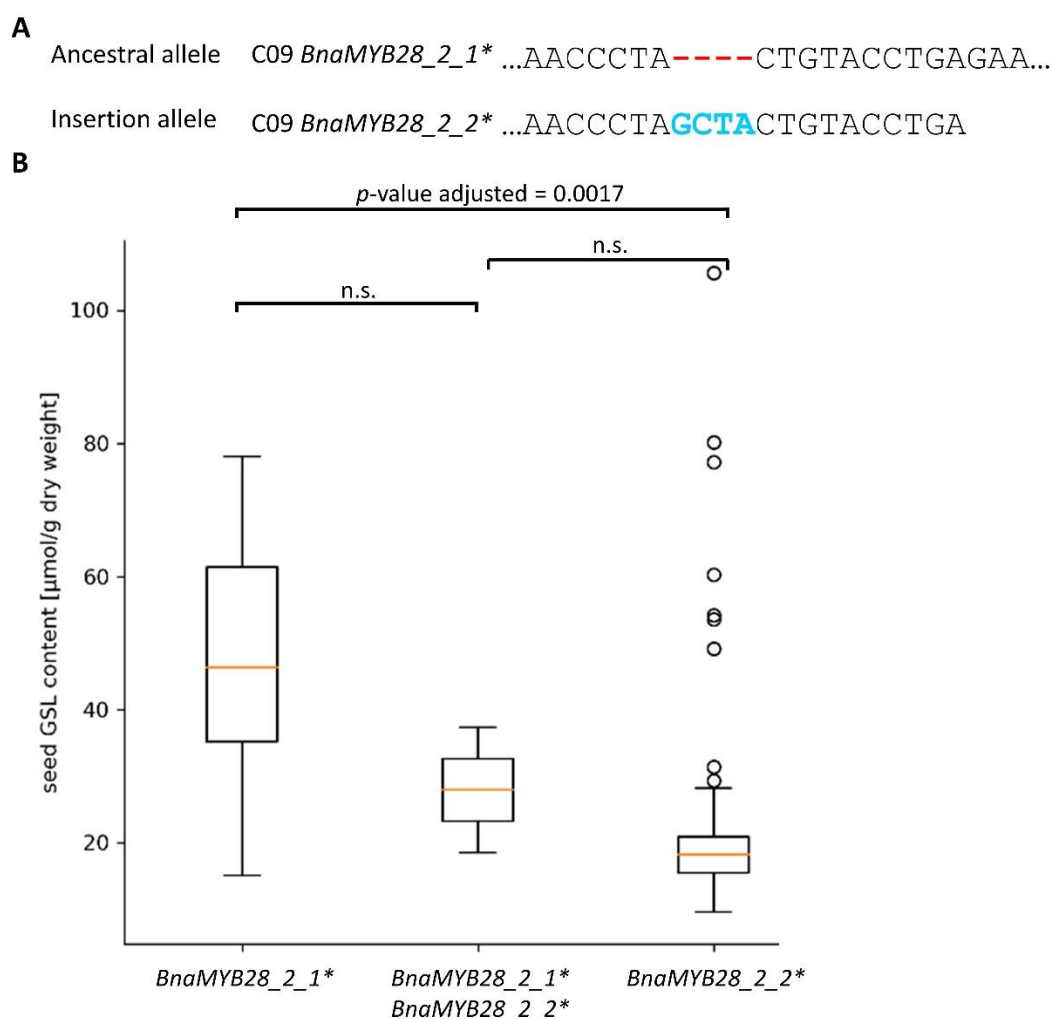 A
Ancestral allele C09 BnaMYB28_2_1* ...AACCCTA----CTGTACCTGAGAA...
Insertion allele C09 BnaMYB28_2_2* ...AACCCTAGCTACTGTACCTGA
B
p-value adjusted = 0.0017
n.s.
n.s.
100
80
60
40
20
seed GSL content [µmol/g dry weight]
BnaMYB28_2_1* BnaMYB28_2_1* BnaMYB28_2_2*
BnaMYB28_2_2*